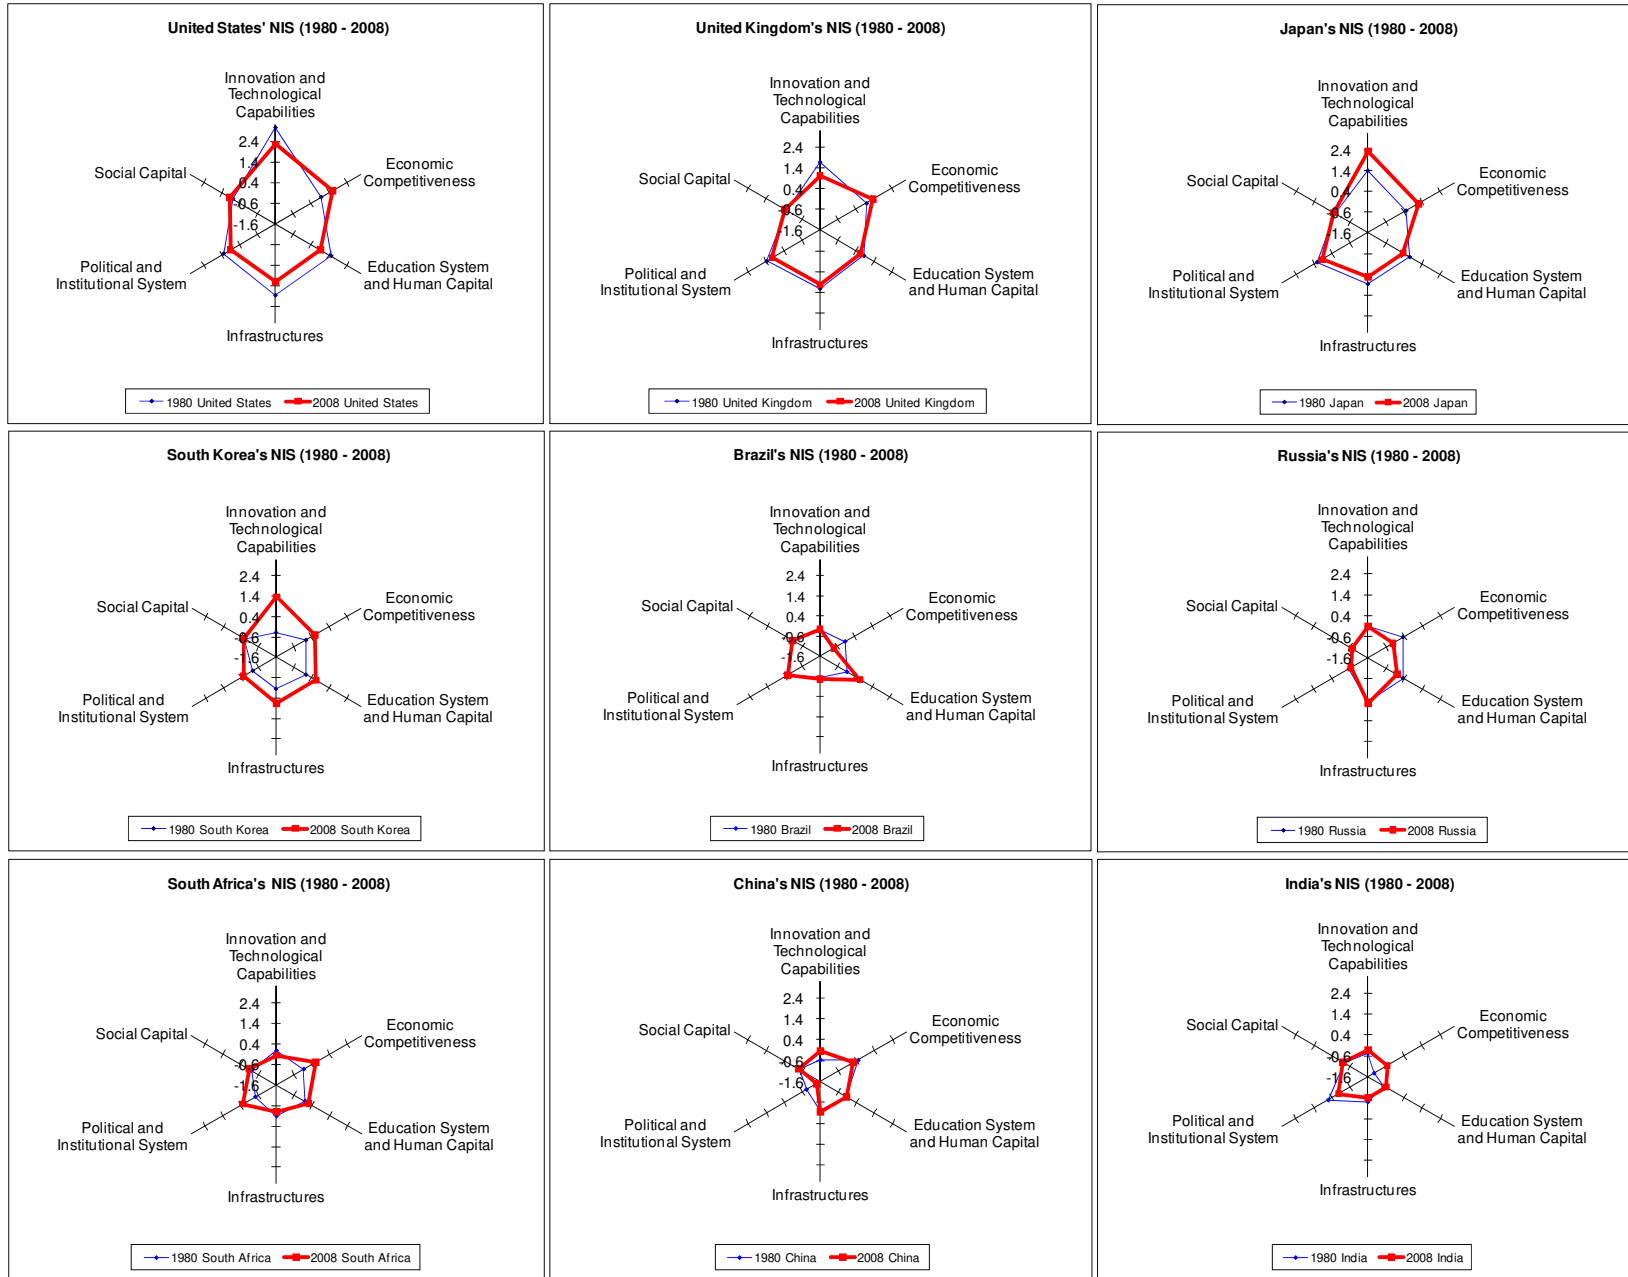 United States' NIS (1980 - 2008)
Innovation and
Technological
Capabilities
2.4
1.4
0.4
-0.6
-1.6
Economic
Competitiveness
Education System
and Human Capital
Infrastructures
Political and
Institutional System
Social Capital
1980 United States
2008 United States
United Kingdom's NIS (1980 - 2008)
Innovation and
Technological
Capabilities
2.4
1.4
0.4
-0.6
-1.6
Economic
Competitiveness
Education System
and Human Capital
Infrastructures
Political and
Institutional System
Social Capital
1980 United Kingdom
2008 United Kingdom
Japan's NIS (1980 - 2008)
Innovation and
Technological
Capabilities
2.4
1.4
0.4
-0.6
-1.6
Economic
Competitiveness
Education System
and Human Capital
Infrastructures
Political and
Institutional System
Social Capital
1980 Japan
2008 Japan
South Korea's NIS (1980 - 2008)
Innovation and
Technological
Capabilities
2.4
1.4
0.4
-0.6
-1.6
Economic
Competitiveness
Education System
and Human Capital
Infrastructures
Political and
Institutional System
Social Capital
1980 South Korea
2008 South Korea
Brazil's NIS (1980 - 2008)
Innovation and
Technological
Capabilities
2.4
1.4
0.4
-0.6
-1.6
Economic
Competitiveness
Education System
and Human Capital
Infrastructures
Political and
Institutional System
Social Capital
1980 Brazil
2008 Brazil
Russia's NIS (1980 - 2008)
Innovation and
Technological
Capabilities
2.4
1.4
0.4
-0.6
-1.6
Economic
Competitiveness
Education System
and Human Capital
Infrastructures
Political and
Institutional System
Social Capital
1980 Russia
2008 Russia
South Africa's NIS (1980 - 2008)
Innovation and
Technological
Capabilities
2.4
1.4
0.4
-0.6
-1.6
Economic
Competitiveness
Education System
and Human Capital
Infrastructures
Political and
Institutional System
Social Capital
1980 South Africa
2008 South Africa
China's NIS (1980 - 2008)
Innovation and
Technological
Capabilities
2.4
1.4
0.4
-0.6
-1.6
Economic
Competitiveness
Education System
and Human Capital
Infrastructures
Political and
Institutional System
Social Capital
1980 China
2008 China
India's NIS (1980 - 2008)
Innovation and
Technological
Capabilities
2.4
1.4
0.4
-0.6
-1.6
Economic
Competitiveness
Education System
and Human Capital
Infrastructures
Political and
Institutional System
Social Capital
1980 India
2008 India